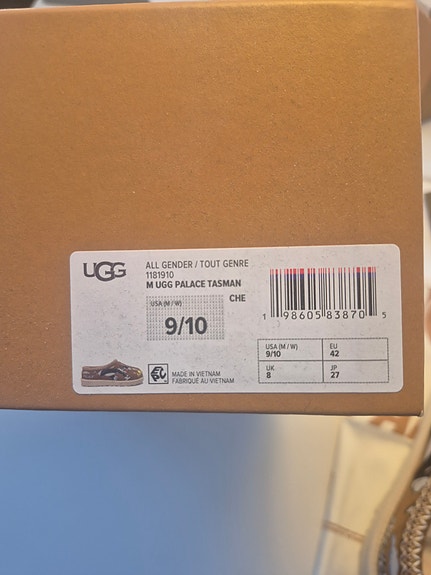 UGG
ALL GENDER / TOUT GENRE
1181910
M UGG PALACE TASMAN
CHE
USA (M / W)
9/10
1 98605 83870 5
USA (M / W)
9/10
EU
42
UK
8
JP
27
MADE IN VIETNAM
FABRIQUÉ AU VIETNAM